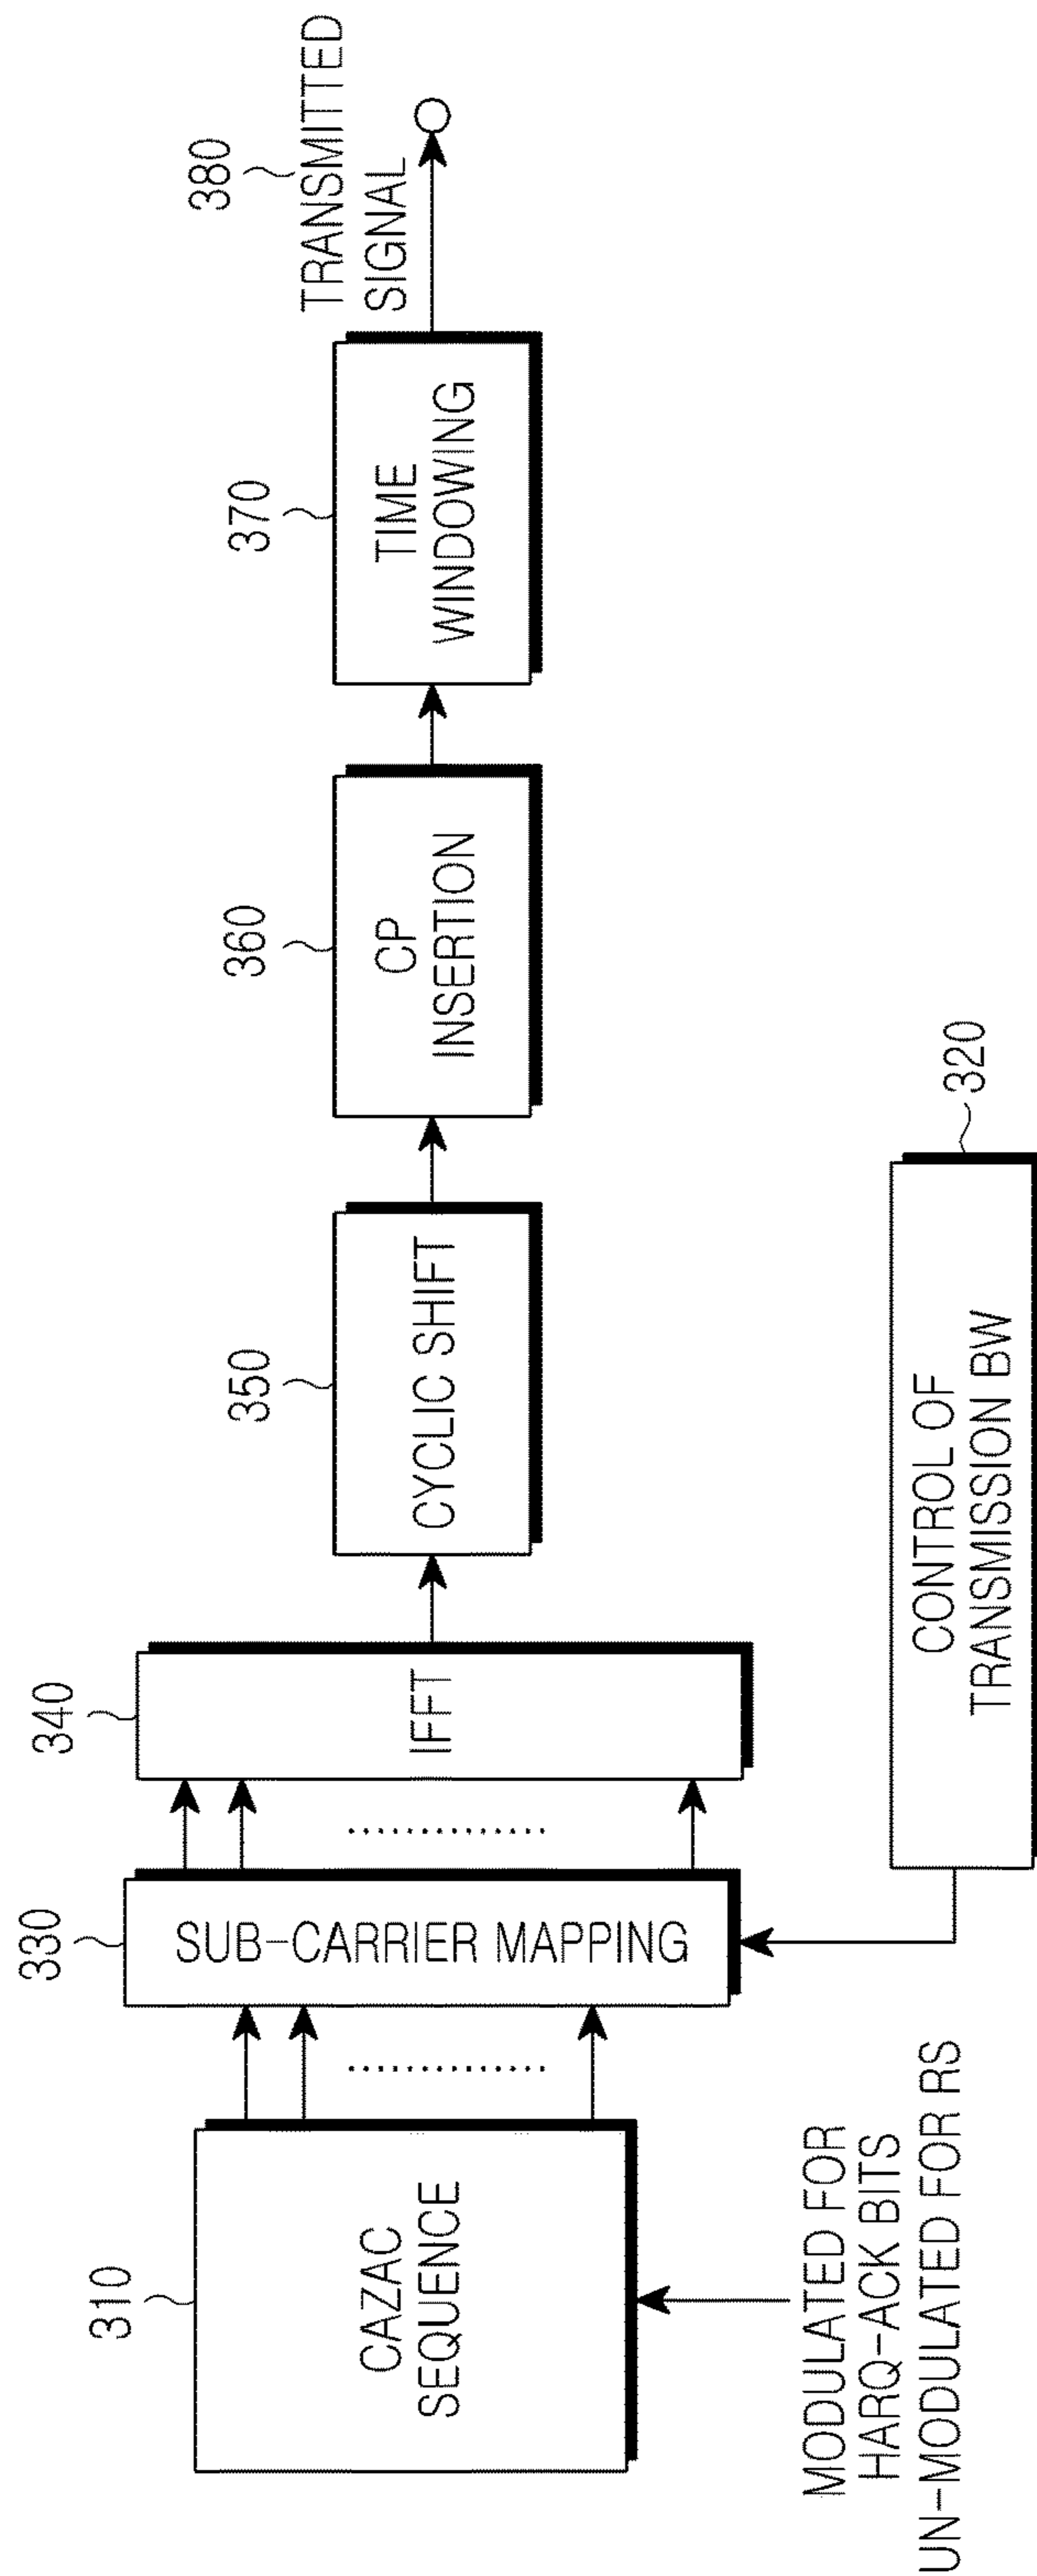 310
CAZAC
SEQUENCE
MODULATED FOR
HARQ-ACK BITS
UN-MODULATED FOR RS
330
SUB-CARRIER MAPPING
320
CONTROL OF
TRANSMISSION BW
340
IFFT
350
CYCLIC SHIFT
360
CP
INSERTION
370
TIME
WINDOWING
380
TRANSMITTED
SIGNAL